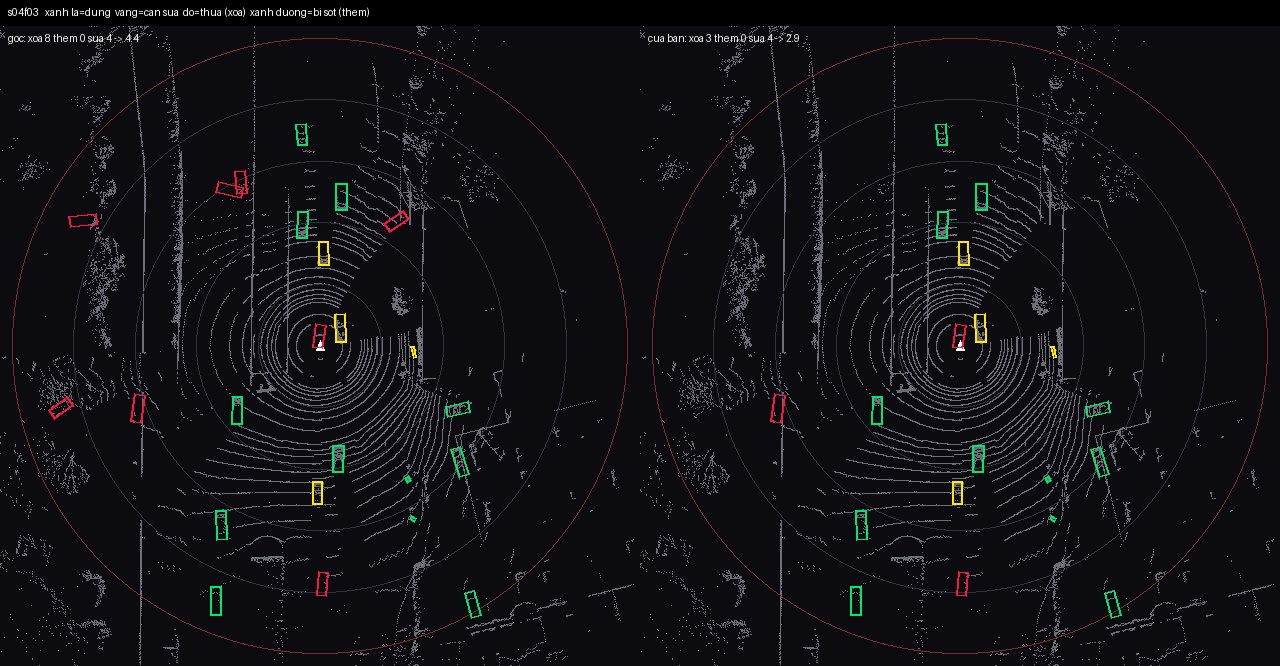 s04f03 xanh la=dung vang=can sua do=thua (xoa) xanh duong=bi sot (them)
goc: xoa 8 them 0 sua 4 -> 4.4
cua ban: xoa 3 them 0 sua 4 -> 2.9